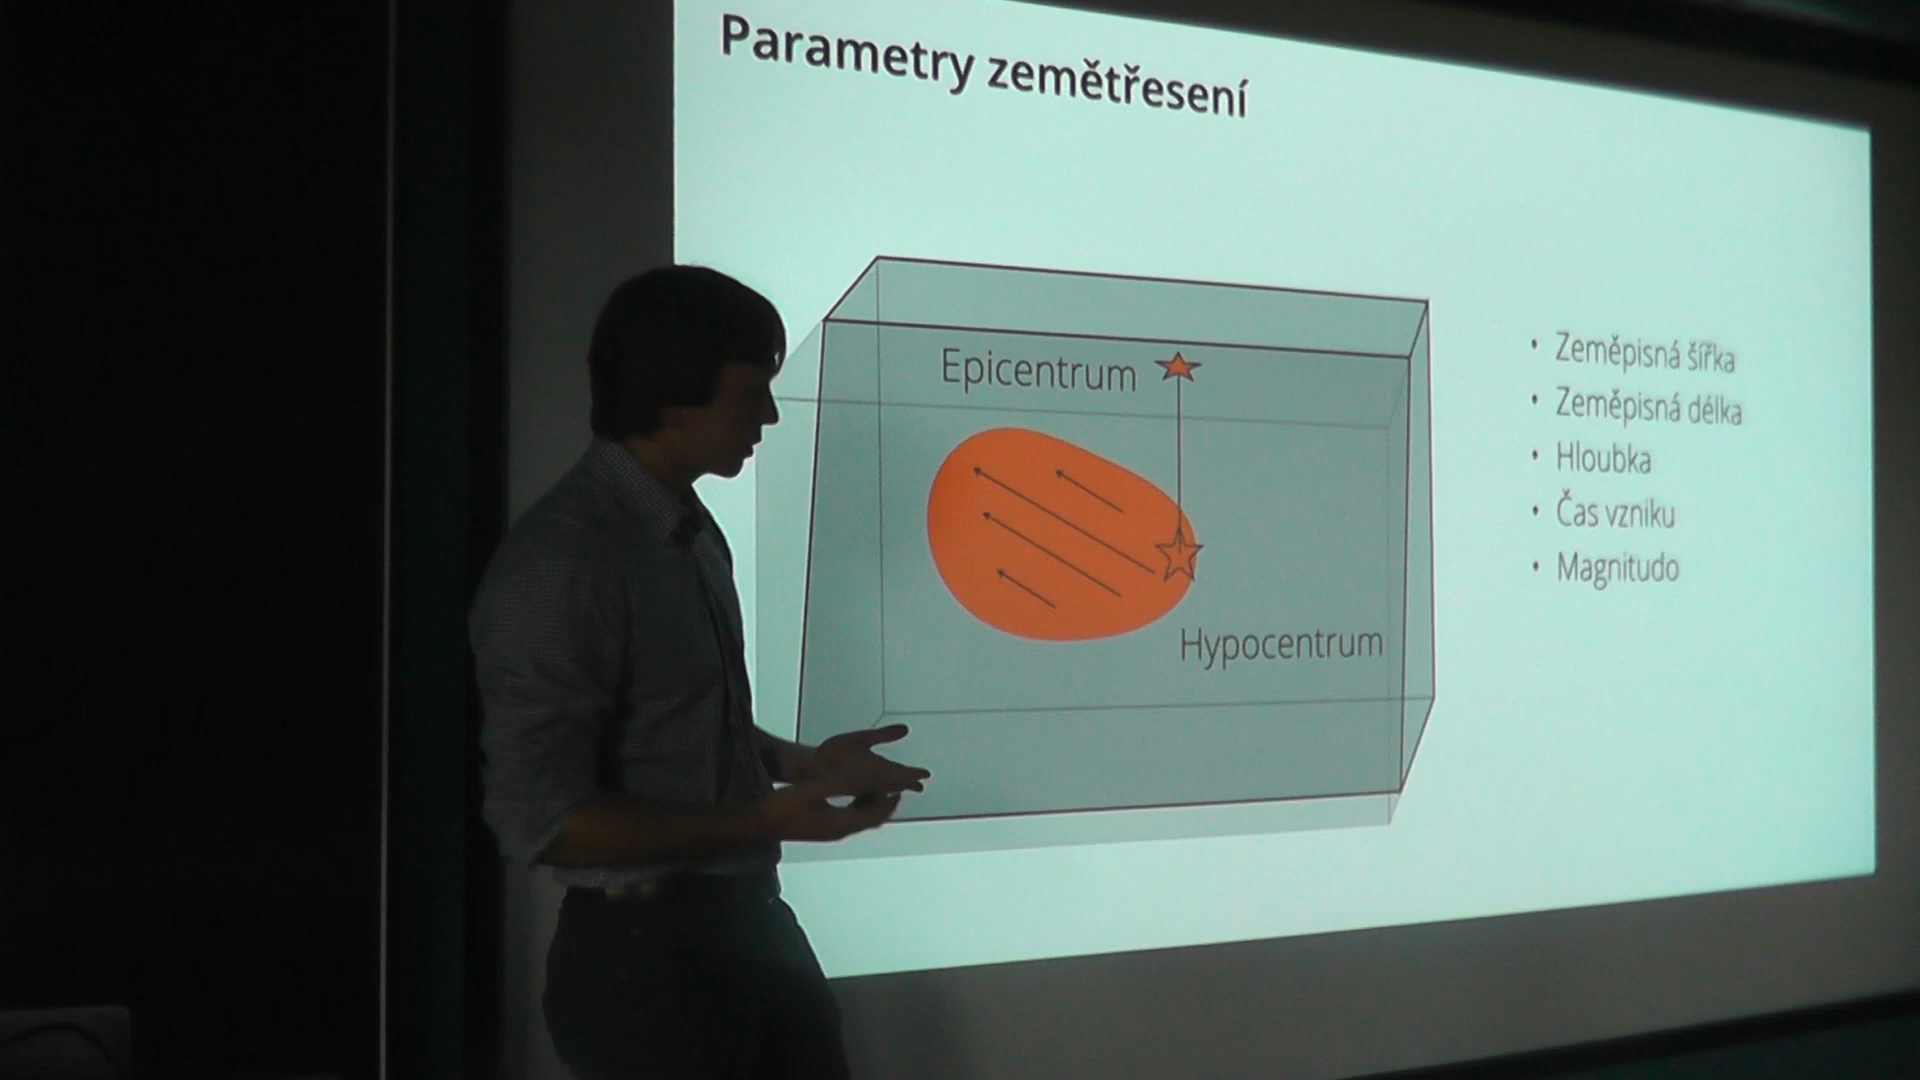 Parametry zemětřesení
Epicentrum
Hypocentrum
• Zeměpisná šířka
• Zeměpisná délka
• Hloubka
• Čas vzniku
• Magnitudo